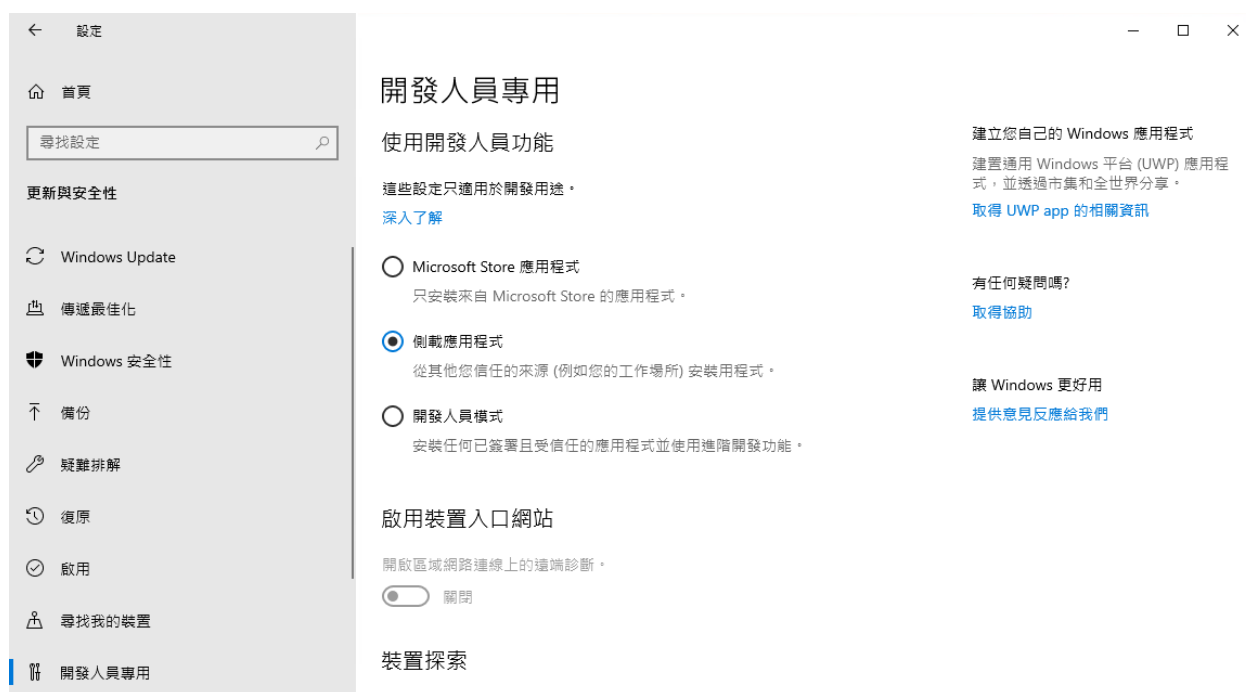 設定
首頁
尋找設定
更新與安全性
Windows Update
傳遞最佳化
Windows 安全性
備份
疑難排解
復原
啟用
尋找我的裝置
開發人員專用
開發人員專用
使用開發人員功能
這些設定只適用於開發用途。
深入了解
Microsoft Store 應用程式
只安裝來自 Microsoft Store 的應用程式。
側載應用程式
從其他您信任的來源 (例如您的工作場所) 安裝用程式。
開發人員模式
安裝任何已簽署且受信任的應用程式並使用進階開發功能。
啟用裝置入口網站
開啟區域網路連線上的遠端診斷。
關閉
裝置探索
建立您自己的 Windows 應用程式
建置通用 Windows 平台 (UWP) 應用程
式，並透過市集和全世界分享。
取得 UWP app 的相關資訊
有任何疑問嗎?
取得協助
讓 Windows 更好用
提供意見反應給我們